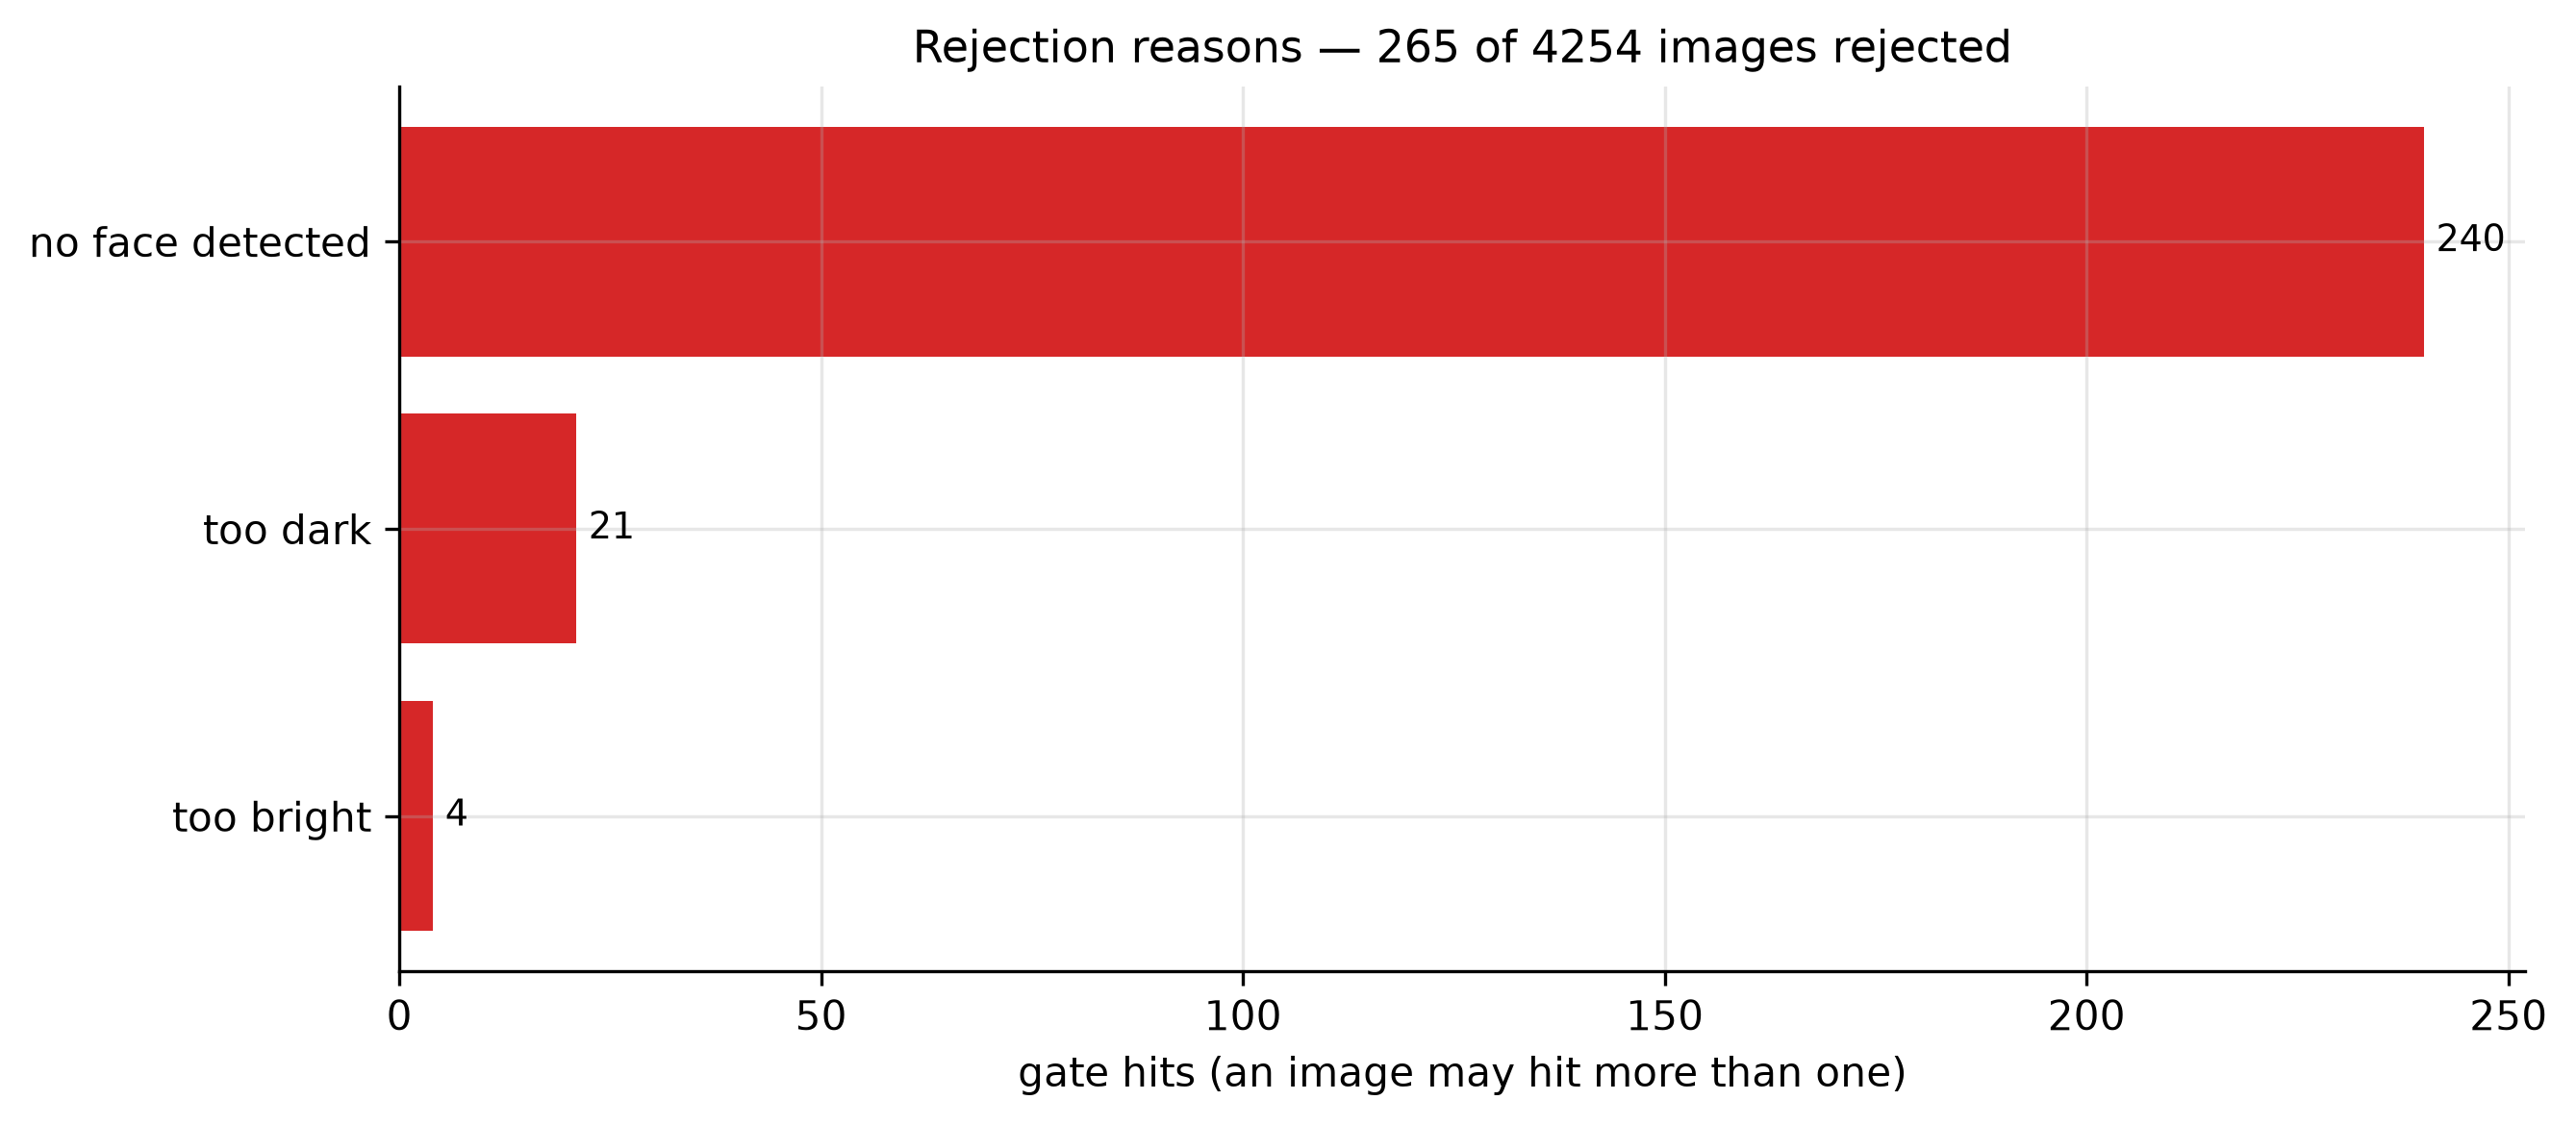 Rejection reasons — 265 of 4254 images rejected
no face detected
240
too dark
21
too bright
4
0 50 100 150 200 250
gate hits (an image may hit more than one)